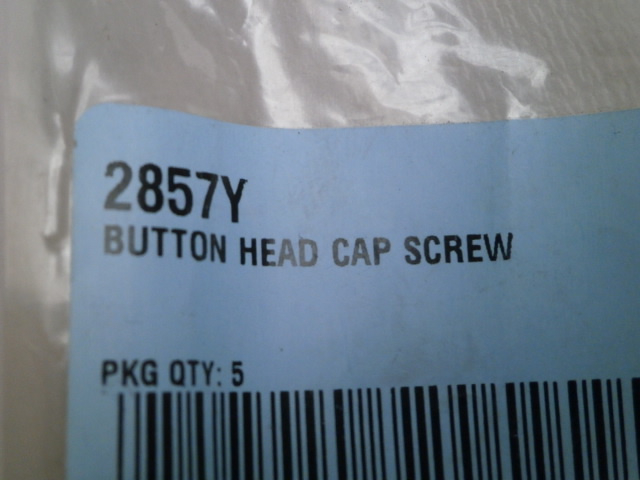 2857Y
BUTTON HEAD CAP SCREW
PKG QTY: 5